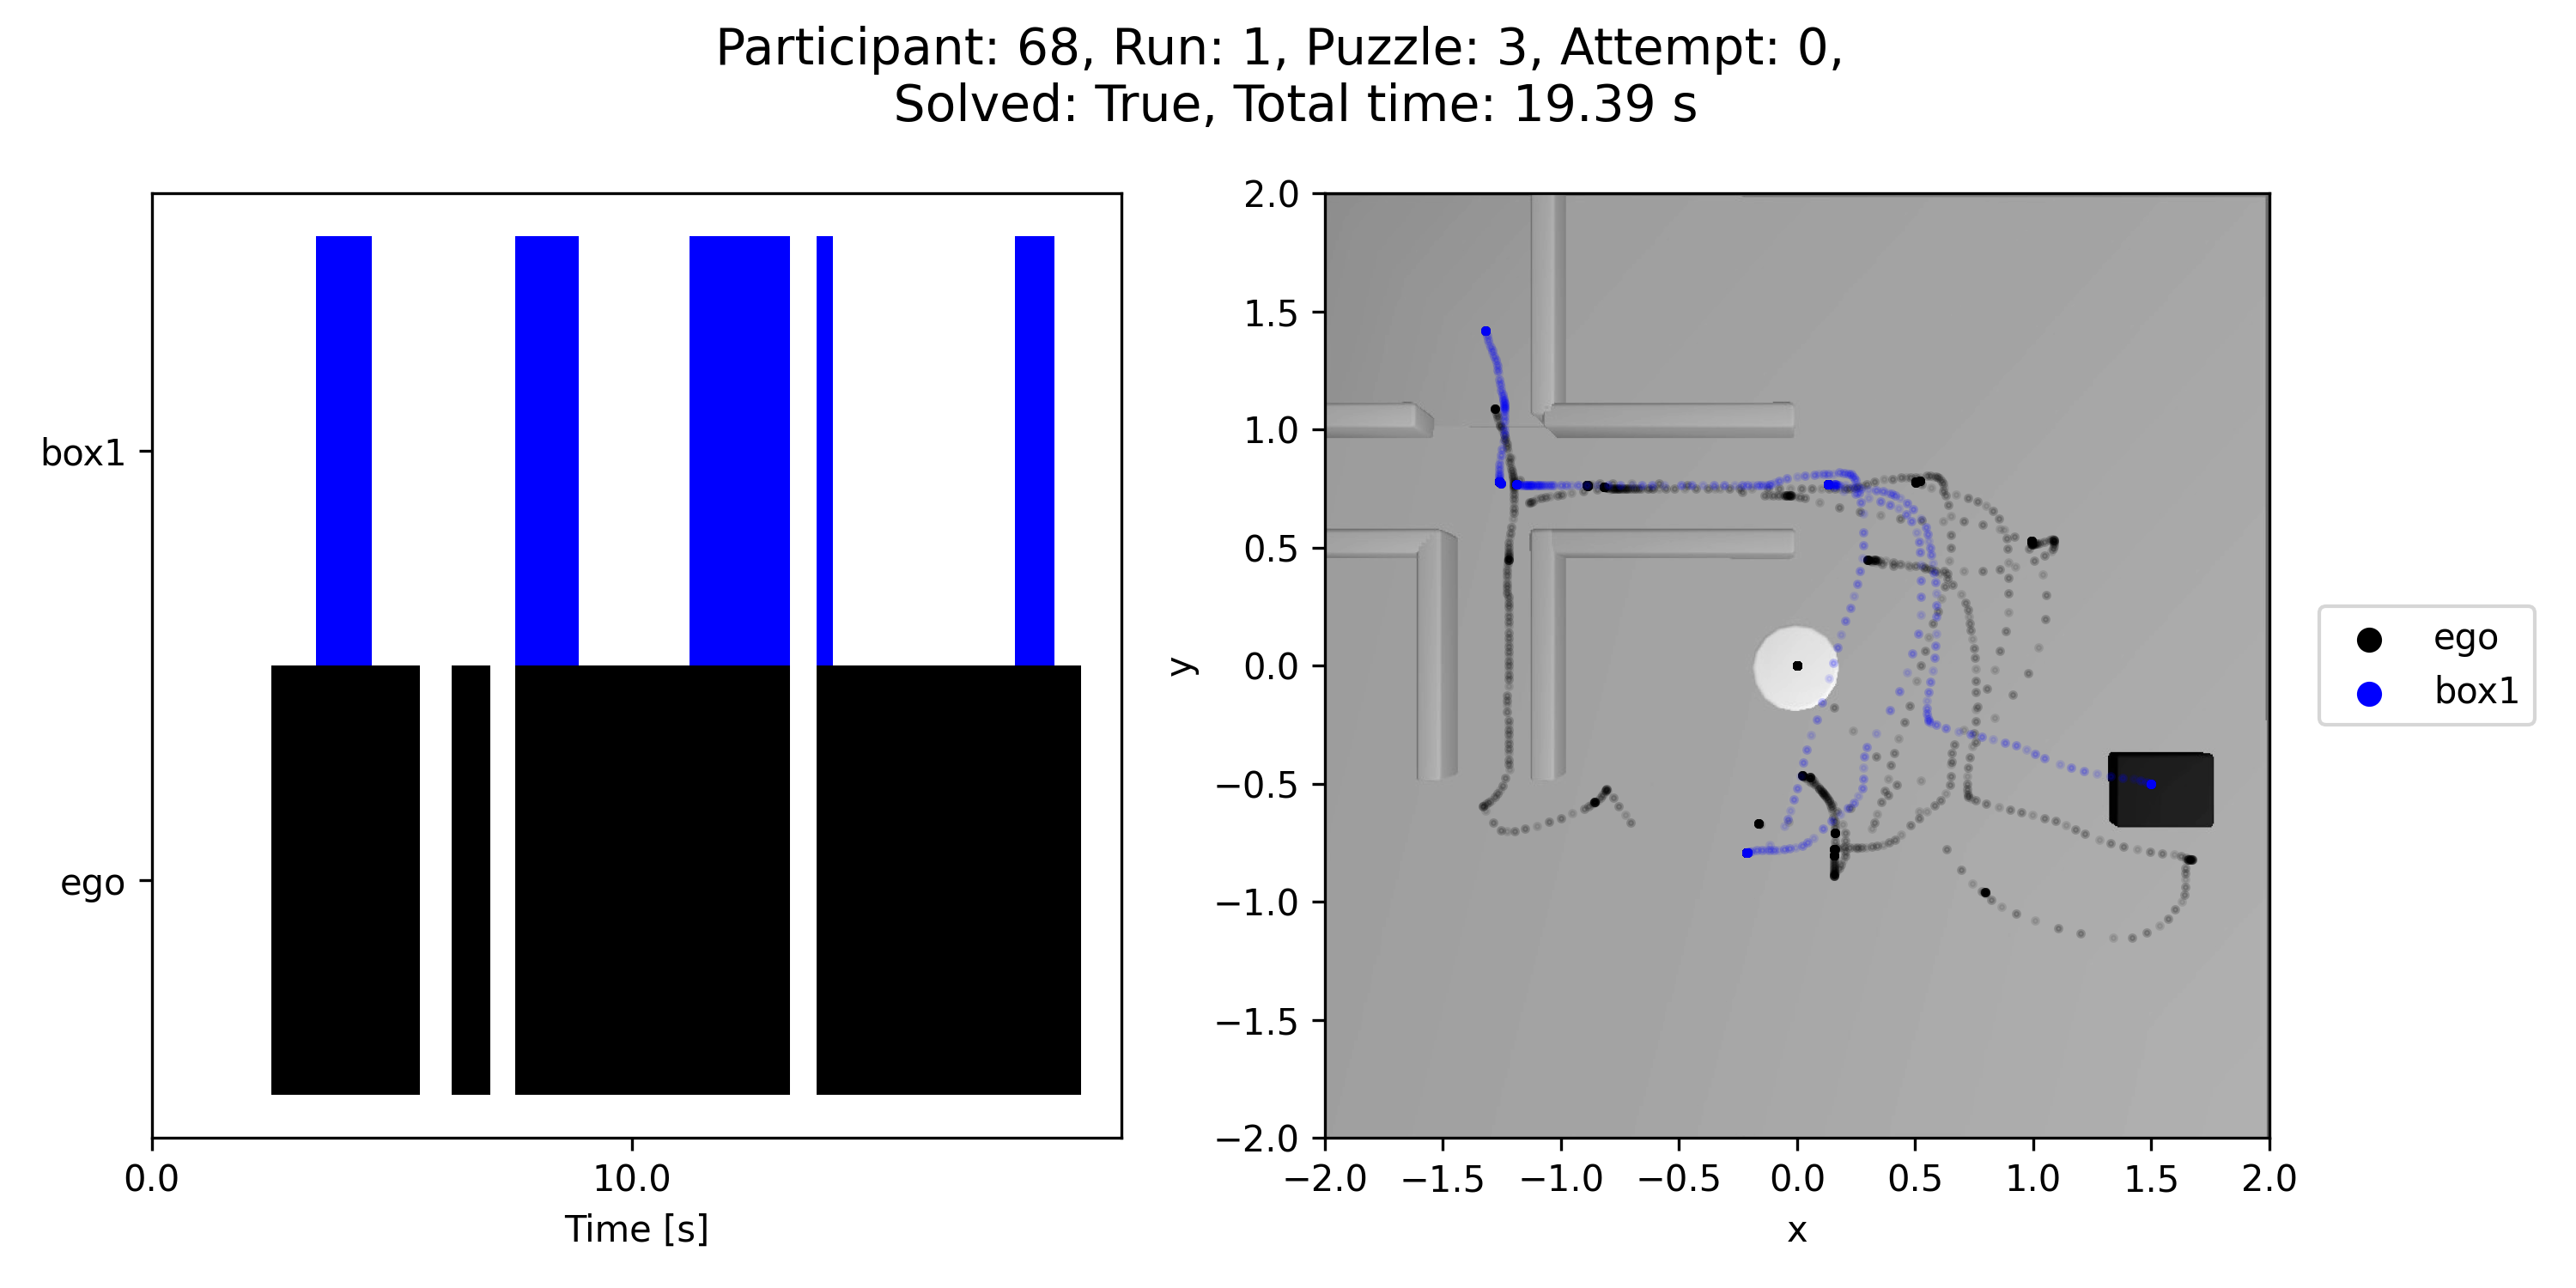 Participant: 68, Run: 1, Puzzle: 3, Attempt: 0,
Solved: True, Total time: 19.39 s
box1
ego
0.0
10.0
Time [s]
2.0
1.5
1.0
0.5
0.0
−0.5
−1.0
−1.5
−2.0
y
−2.0
−1.5
−1.0
−0.5
0.0
0.5
1.0
1.5
2.0
x
ego
box1